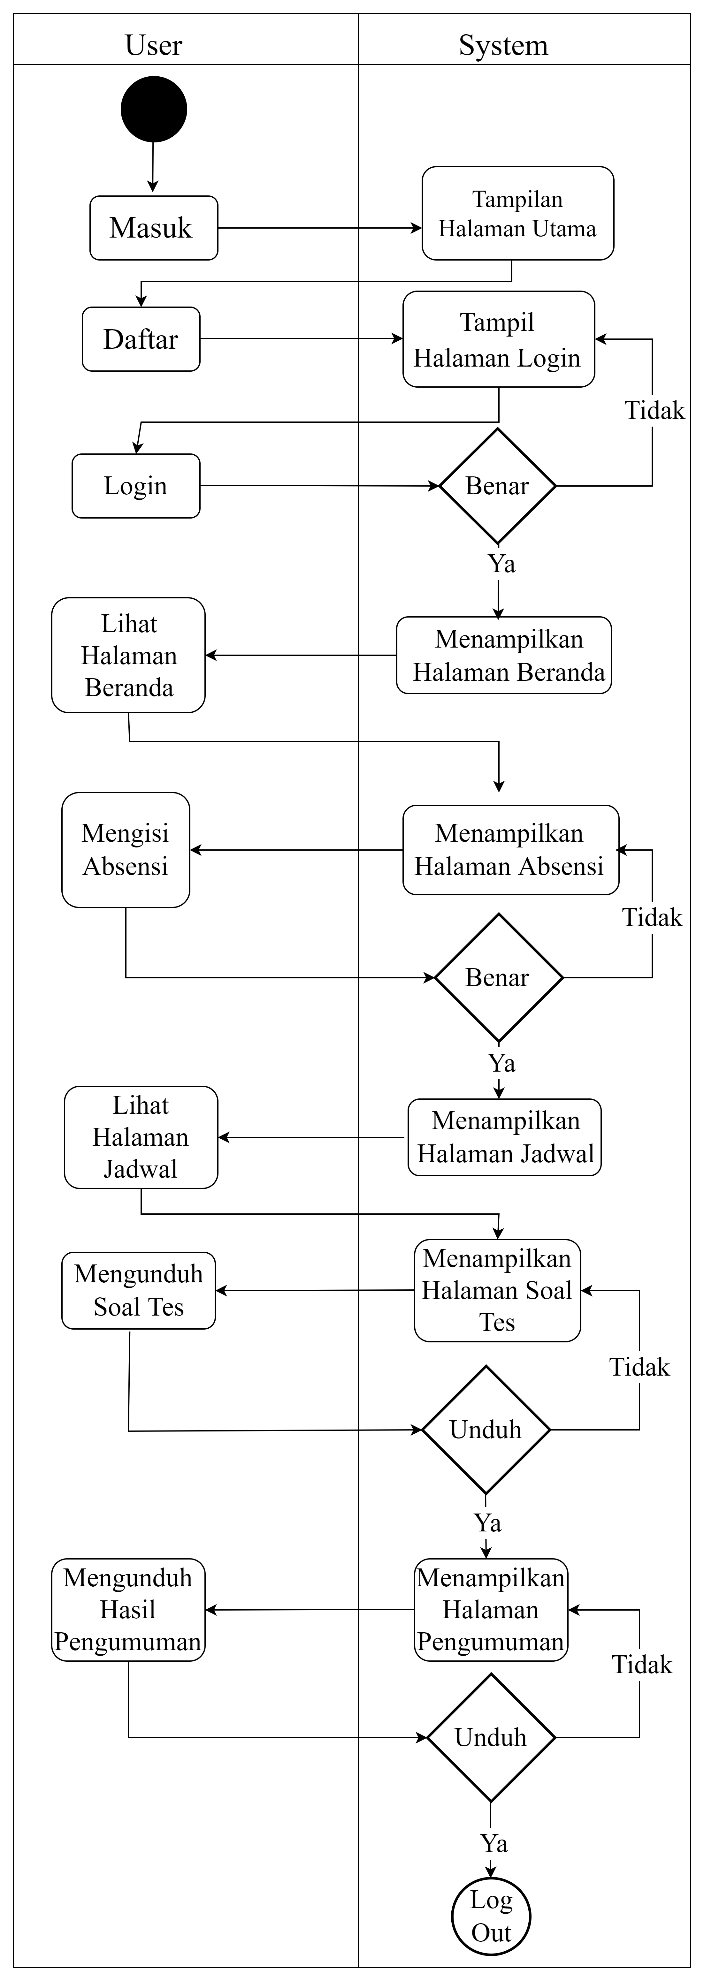 User
System
Masuk
Tampilan
Halaman Utama
Daftar
Tampil
Halaman Login
Tidak
Login
Benar
Ya
Lihat
Halaman
Beranda
Menampilkan
Halaman Beranda
Mengisi
Absensi
Menampilkan
Halaman Absensi
Tidak
Benar
Ya
Lihat
Halaman
Jadwal
Menampilkan
Halaman Jadwal
Mengunduh
Soal Tes
Menampilkan
Halaman Soal
Tes
Tidak
Unduh
Ya
Mengunduh
Hasil
Pengumuman
Menampilkan
Halaman
Pengumuman
Tidak
Unduh
Ya
Log
Out